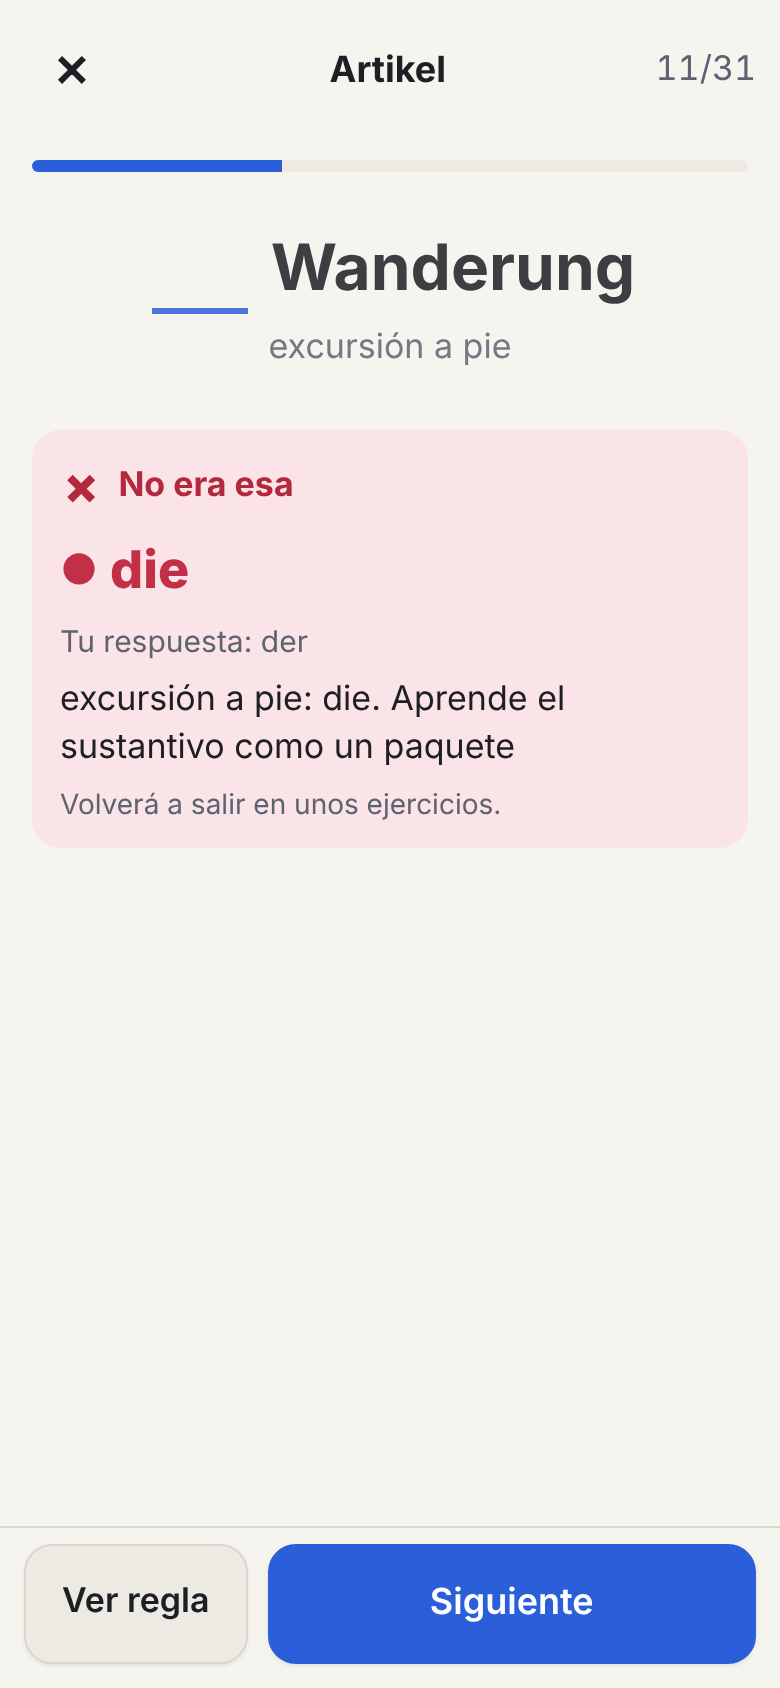 Artikel
11/31
Wanderung
excursión a pie
No era esa
die
Tu respuesta: der
excursión a pie: die. Aprende el
sustantivo como un paquete
Volverá a salir en unos ejercicios.
Ver regla
Siguiente